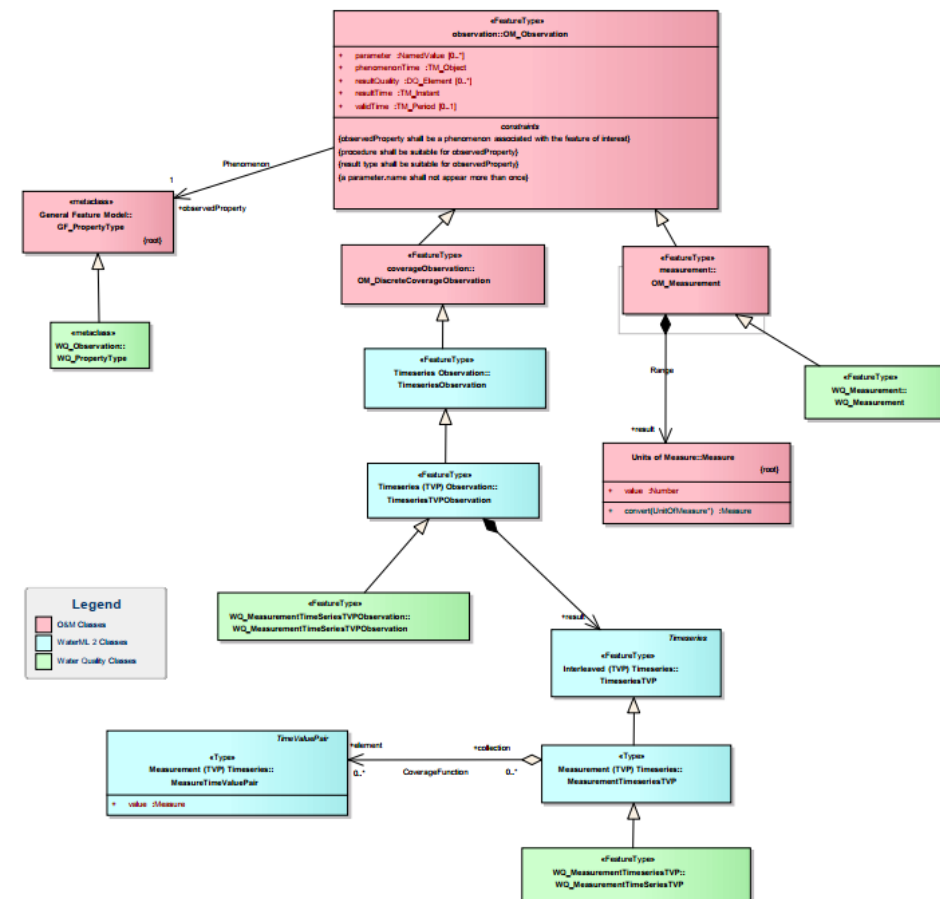 «FeatureType»
observation::OM_Observation
+ parameter :NamedValue [0..*]
+ phenomenonTime :TM_Object
+ resultQuality :DQ_Element [0..*]
+ resultTime :TM_Instant
+ validTime :TM_Period [0..1]
constraints
{observedProperty shall be a phenomenon associated with the feature of interest}
{procedure shall be suitable for observedProperty}
{result type shall be suitable for observedProperty}
{a parameter.name shall not appear more than once}
Phenomenon
1
+observedProperty
«metaclass»
General Feature Model::
GF_PropertyType
{root}
«metaclass»
WQ_Observation::
WQ_PropertyType
«FeatureType»
coverageObservation::
OM_DiscreteCoverageObservation
«FeatureType»
measurement::
OM_Measurement
«FeatureType»
Timeseries Observation::
TimeseriesObservation
Range
«FeatureType»
WQ_Measurement::
WQ_Measurement
+result
Units of Measure::Measure
{root}
+ value :Number
+ convert(UnitOfMeasure*) :Measure
«FeatureType»
Timeseries (TVP) Observation::
TimeseriesTVPObservation
«FeatureType»
WQ_MeasurementTimeSeriesTVPObservation::
WQ_MeasurementTimeSeriesTVPObservation
Legend
O&M Classes
WaterML 2 Classes
Water Quality Classes
+result
Timeseries
«FeatureType»
Interleaved (TVP) Timeseries::
TimeseriesTVP
TimeValuePair
«Type»
Measurement (TVP) Timeseries::
MeasureTimeValuePair
+ value :Measure
+element
0..*
CoverageFunction
+collection
0..*
«Type»
Measurement (TVP) Timeseries::
MeasurementTimeseriesTVP
«FeatureType»
WQ_MeasurementTimeseriesTVP::
WQ_MeasurementTimeSeriesTVP